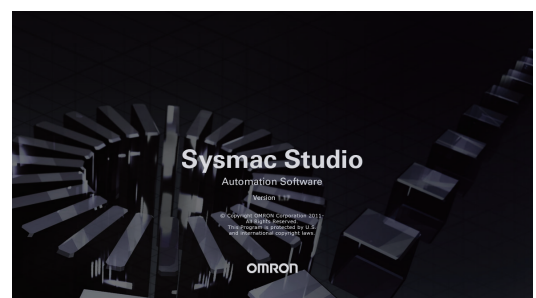 Sysmac Studio
Automation Software
Version
© Copyright OMRON Corporation 2011-
All Rights Reserved.
This Program is protected by U.S.
and international copyright laws.
OMRON